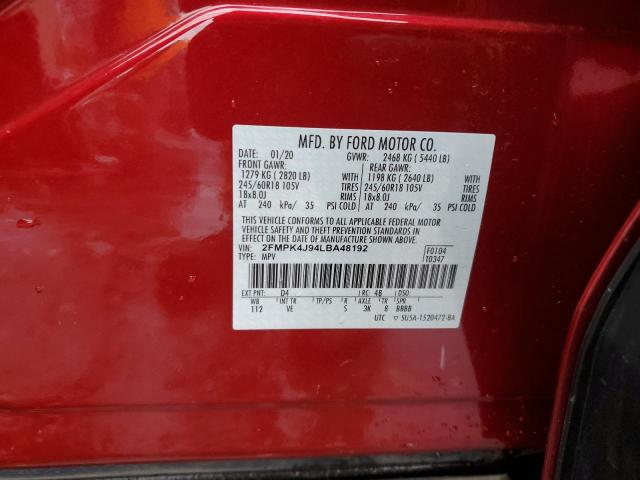 MFD. BY FORD MOTOR CO.
DATE: 01/20 GVWR: 2468 KG ( 5440 LB)
FRONT GAWR: REAR GAWR:
1279 KG ( 2820 LB) WITH 1198 KG ( 2640 LB) WITH
245/60R18 105V TIRES 245/60R18 105V TIRES
18x8.0J RIMS 18x8.0J RIMS
AT 240 kPa/ 35 PSI COLD AT 240 kPa/ 35 PSI COLD
THIS VEHICLE CONFORMS TO ALL APPLICABLE FEDERAL MOTOR
VEHICLE SAFETY AND THEFT PREVENTION STANDARDS IN
EFFECT ON THE DATE OF MANUFACTURE SHOWN ABOVE.
VIN: 2FMPK4J94LBA48192 F0104
TYPE: MPV T0347
EXT PNT: D4 RC: 4B DSO:
WB INT TR TP/PS R AXLE TR SPR
112 VE S 3K 8 BBBB
UTC ▽ 5U5A-1520472-BA